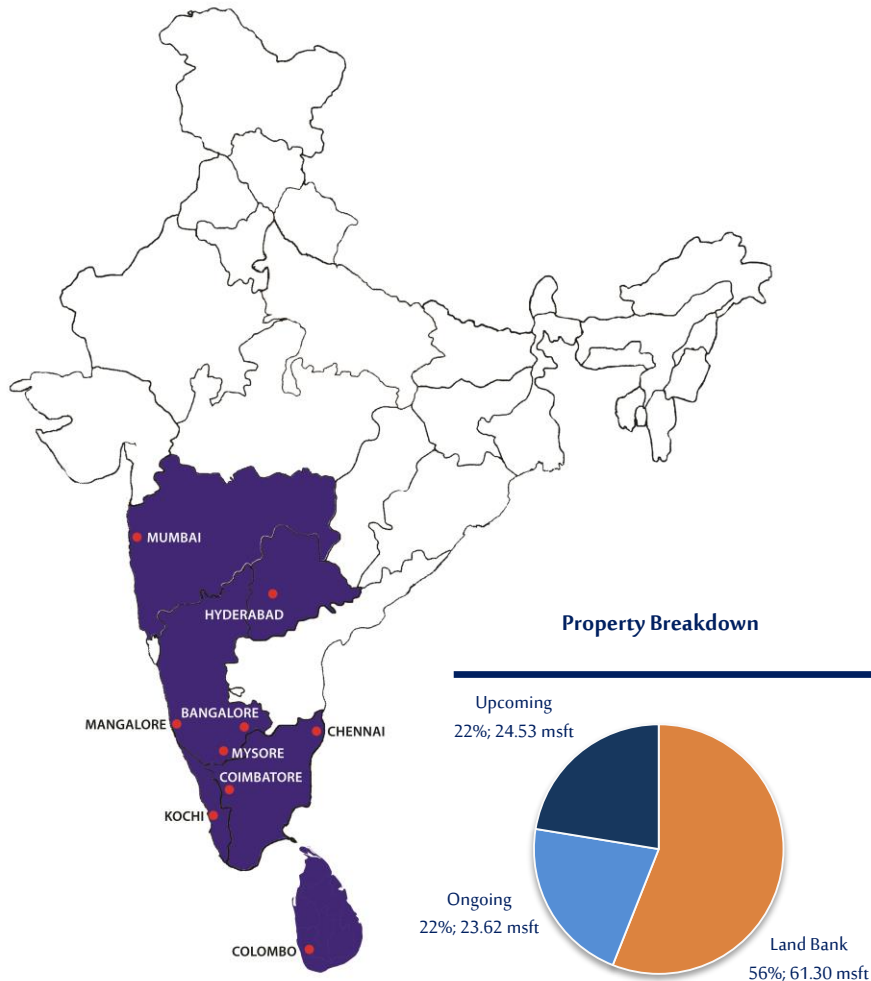 MUMBAI
HYDERABAD
MANGALORE
BANGALORE
CHENNAI
MYSORE
COIMBATORE
KOCHI
COLOMBO
Property Breakdown
Upcoming
22%; 24.53 msft
Ongoing
22%; 23.62 msft
Land Bank
56%; 61.30 msft